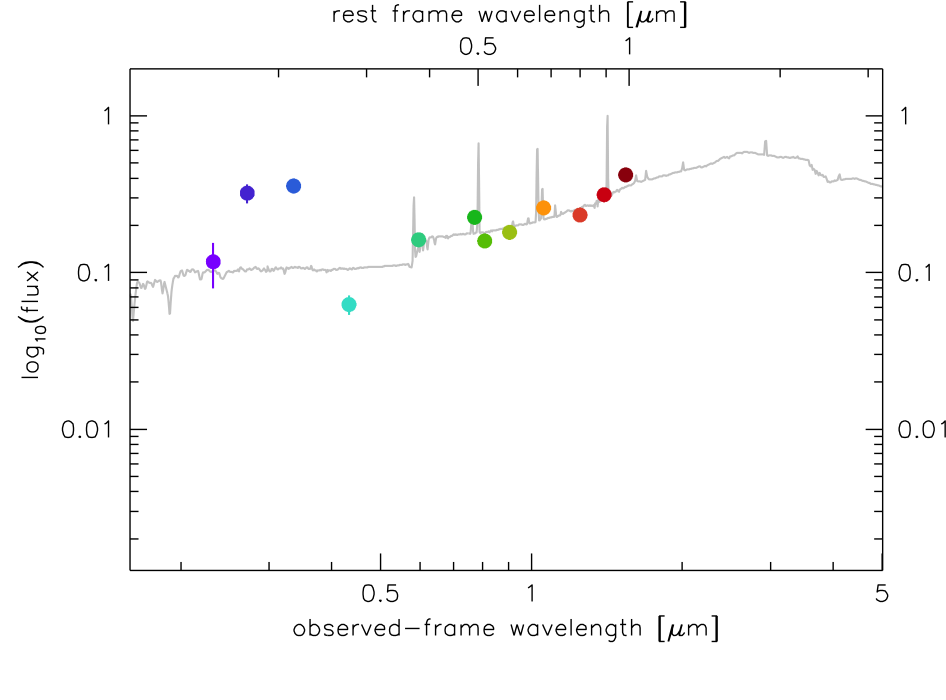 rest frame wavelength [μm]
0.5 1
1 1
0.1 0.1
log10(flux)
0.01 0.01
0.5 1 5
observed-frame wavelength [μm]